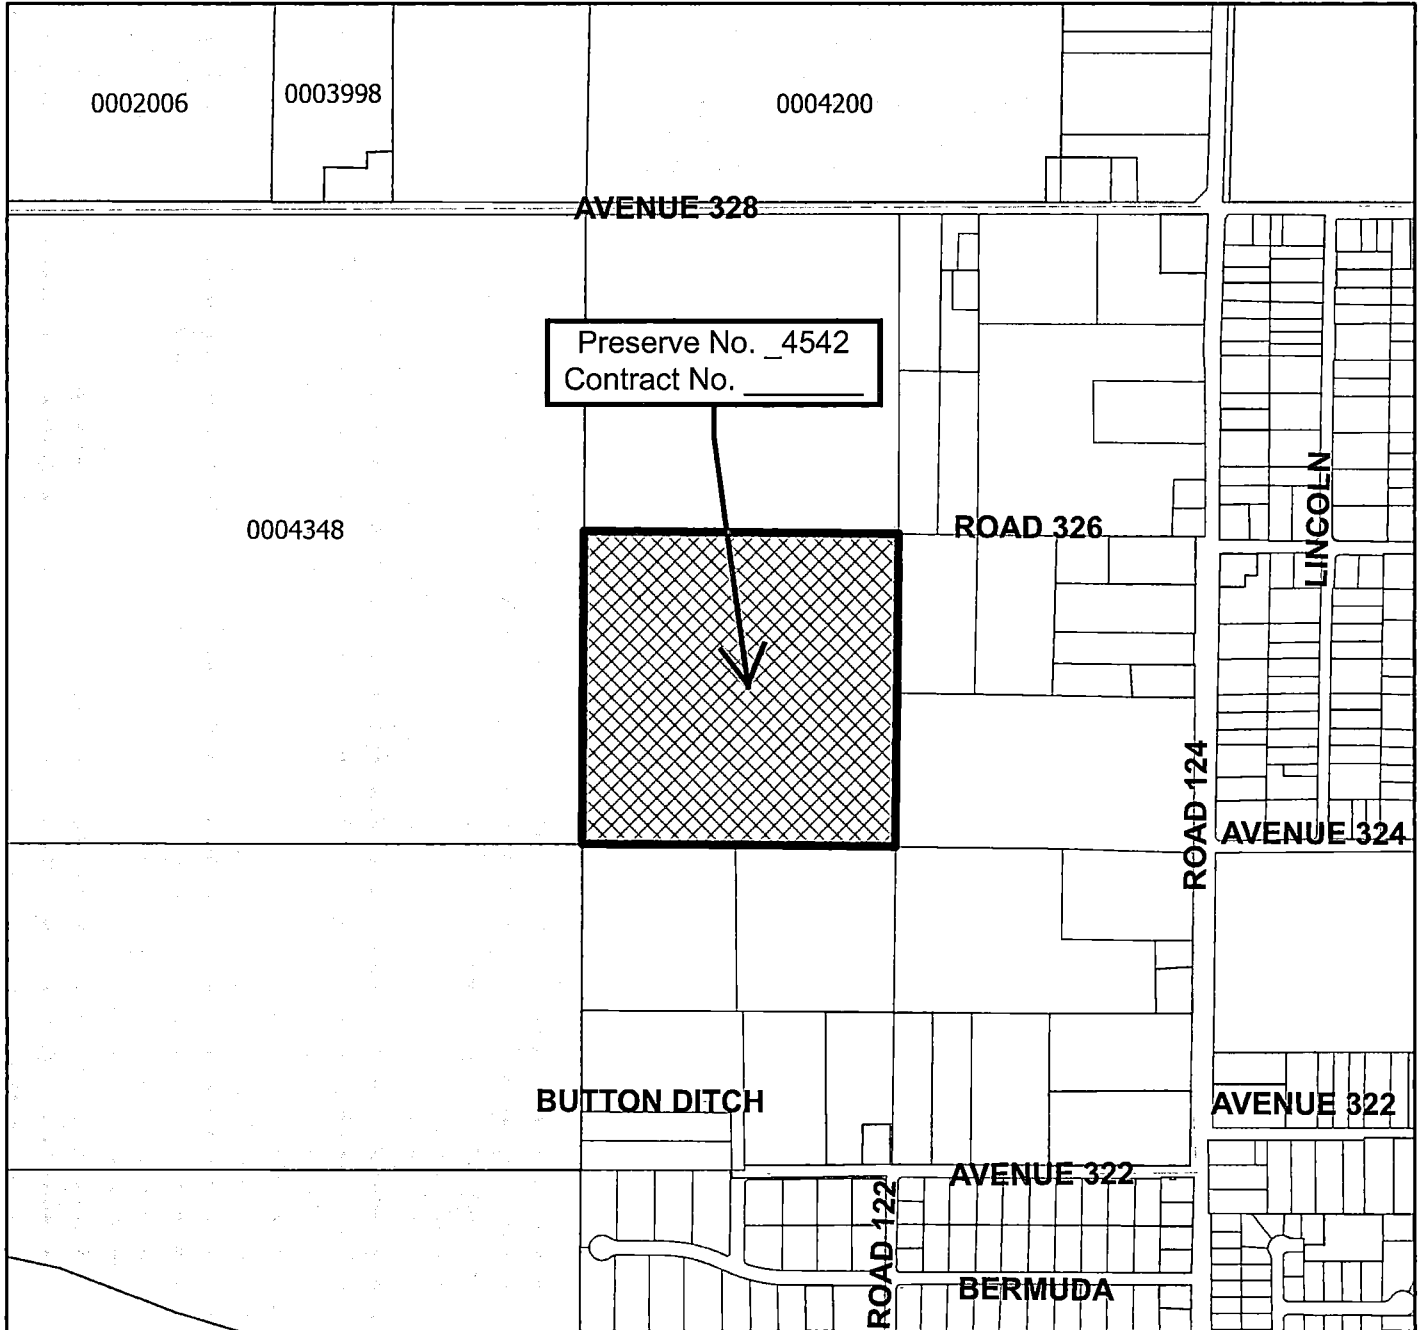 0002006
0003998
0004200
AVENUE 328
Preserve No. _4542
Contract No. _______
0004348
ROAD 326
LINCOLN
ROAD 124
AVENUE 324
BUTTON DITCH
AVENUE 322
AVENUE 322
ROAD 122
BERMUDA